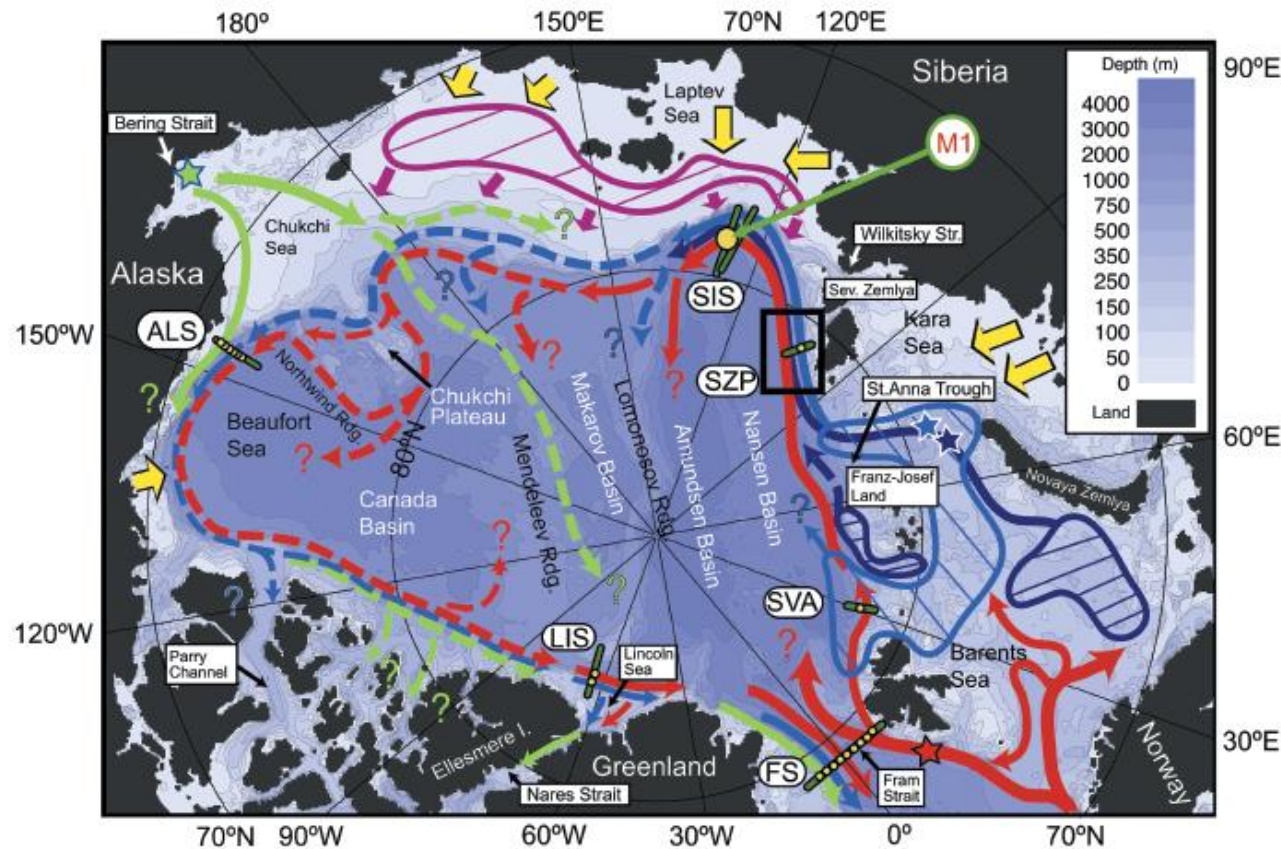 180º
150ºE
70ºN
120ºE
90ºE
Siberia
Laptev
Sea
Depth (m)
4000
3000
2000
1000
750
500
350
250
150
100
50
0
Land
Bering Strait
M1
Chukchi
Sea
?
Wilkitsky Str.
Alaska
?
SIS
Sev. Zemlya
Kara
Sea
150ºW
ALS
?
?
SZP
?
St.Anna Trough
?
Norhtwind Rdg.
Chukchi
Plateau
Beaufort
Sea
?
80ºN
Mendeleev Rdg.
Makarov Basin
Lomonosov Rdg
Amundsen Basin
Nansen Basin
Franz-Josef
Land
Novaya Zemlya
60ºE
Canada
Basin
?
?
?
SVA
?
120ºW
?
LIS
Lincoln
Sea
?
Barents
Sea
Parry
Channel
?
?
Ellesmere I.
Greenland
FS
Fram
Strait
Norway
30ºE
Nares Strait
70ºN
90ºW
60ºW
30ºW
0º
70ºN